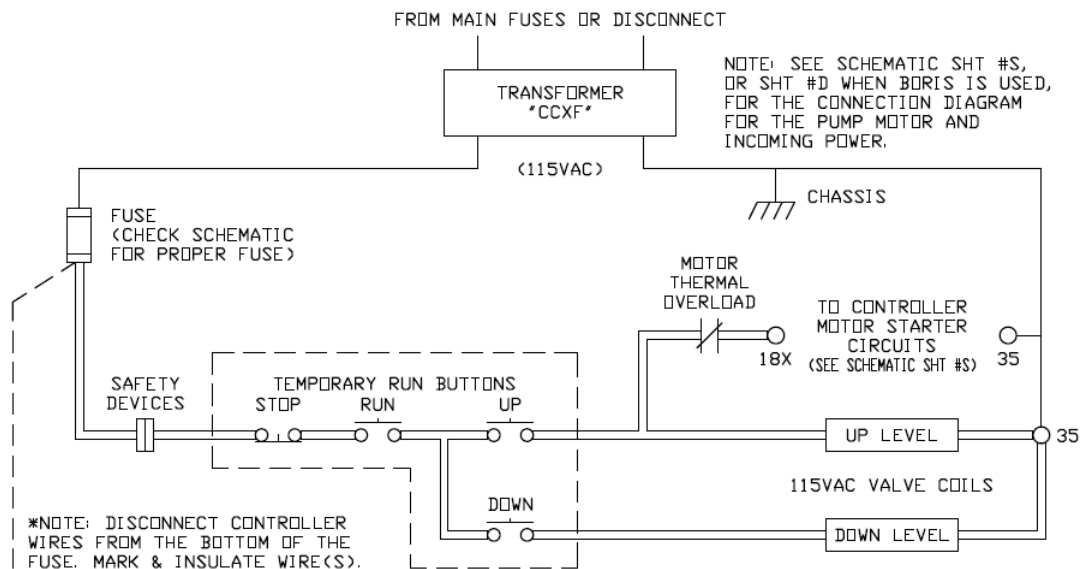 FROM MAIN FUSES OR DISCONNECT
TRANSFORMER
"CCXF"
NOTE: SEE SCHEMATIC SHT #S,
OR SHT #D WHEN BORIS IS USED,
FOR THE CONNECTION DIAGRAM
FOR THE PUMP MOTOR AND
INCOMING POWER.
(115VAC)
CHASSIS
FUSE
(CHECK SCHEMATIC
FOR PROPER FUSE)
MOTOR
THERMAL
OVERLOAD
18X
TO CONTROLLER
MOTOR STARTER
CIRCUITS
(SEE SCHEMATIC SHT #S)
35
SAFETY
DEVICES
TEMPORARY RUN BUTTONS
STOP
RUN
UP
UP LEVEL
35
115VAC VALVE COILS
DOWN
DOWN LEVEL
*NOTE: DISCONNECT CONTROLLER
WIRES FROM THE BOTTOM OF THE
FUSE. MARK & INSULATE WIRE(S).